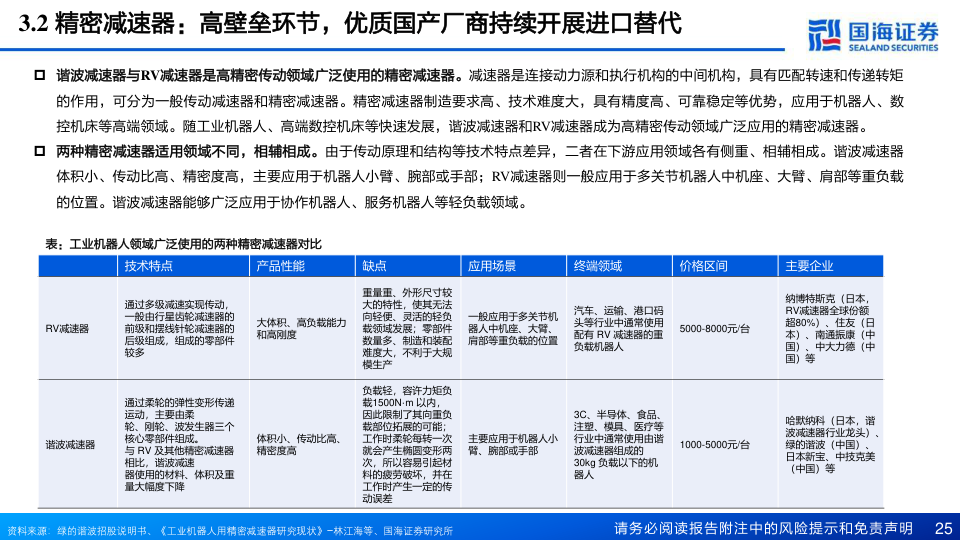 3.2 精密减速器：高壁垒环节，优质国产厂商持续开展进口替代
国海证券
SEALAND SECURITIES
谐波减速器与RV减速器是高精密传动领域广泛使用的精密减速器。减速器是连接动力源和执行机构的中间机构，具有匹配转速和传递转矩
的作用，可分为一般传动减速器和精密减速器。精密减速器制造要求高、技术难度大，具有精度高、可靠稳定等优势，应用于机器人、数
控机床等高端领域。随工业机器人、高端数控机床等快速发展，谐波减速器和RV减速器成为高精密传动领域广泛应用的精密减速器。
两种精密减速器适用领域不同，相辅相成。由于传动原理和结构等技术特点差异，二者在下游应用领域各有侧重、相辅相成。谐波减速器
体积小、传动比高、精密度高，主要应用于机器人小臂、腕部或手部；RV减速器则一般应用于多关节机器人中机座、大臂、肩部等重负载
的位置。谐波减速器能够广泛应用于协作机器人、服务机器人等轻负载领域。
表：工业机器人领域广泛使用的两种精密减速器对比
技术特点 产品性能 缺点 应用场景 终端领域 价格区间 主要企业
RV减速器
通过多级减速实现传动，
一般由行星齿轮减速器的
前级和摆线针轮减速器的
后级组成，组成的零部件
较多
大体积、高负载能力
和高刚度
重量重、外形尺寸较
大的特性，使其无法
向轻便、灵活的轻负
载领域发展；零部件
数量多、制造和装配
难度大，不利于大规
模生产
一般应用于多关节机
器人中机座、大臂、
肩部等重负载的位置
汽车、运输、港口码
头等行业中通常使用
配有 RV 减速器的重
负载机器人
5000-8000元/台
纳博特斯克（日本，
RV减速器全球份额
超80%）、住友（日
本）、南通振康（中
国）、中大力德（中
国）等
谐波减速器
通过柔轮的弹性变形传递
运动，主要由柔
轮、刚轮、波发生器三个
核心零部件组成。
与 RV 及其他精密减速器
相比，谐波减速
器使用的材料、体积及重
量大幅度下降
体积小、传动比高、
精密度高
负载轻，容许力矩负
载1500N·m 以内，
因此限制了其向重负
载部位拓展的可能；
工作时柔轮每转一次
就会产生椭圆变形两
次，所以容易引起材
料的疲劳破坏，并在
工作时产生一定的传
动误差
主要应用于机器人小
臂、腕部或手部
3C、半导体、食品、
注塑、模具、医疗等
行业中通常使用由谐
波减速器组成的
30kg 负载以下的机
器人
1000-5000元/台
哈默纳科（日本，谐
波减速器行业龙头）、
绿的谐波（中国）、
日本新宝、中技克美
（中国）等
资料来源：绿的谐波招股说明书、《工业机器人用精密减速器研究现状》-林江海等、国海证券研究所
请务必阅读报告附注中的风险提示和免责声明 25